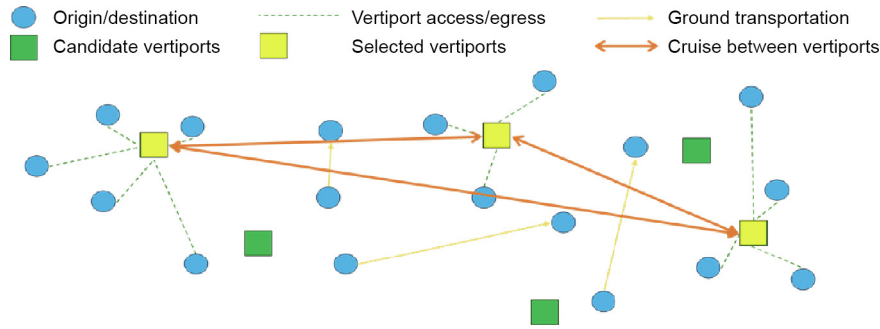 Origin/destination Vertiport access/egress Ground transportation
Candidate vertiports Selected vertiports Cruise between vertiports